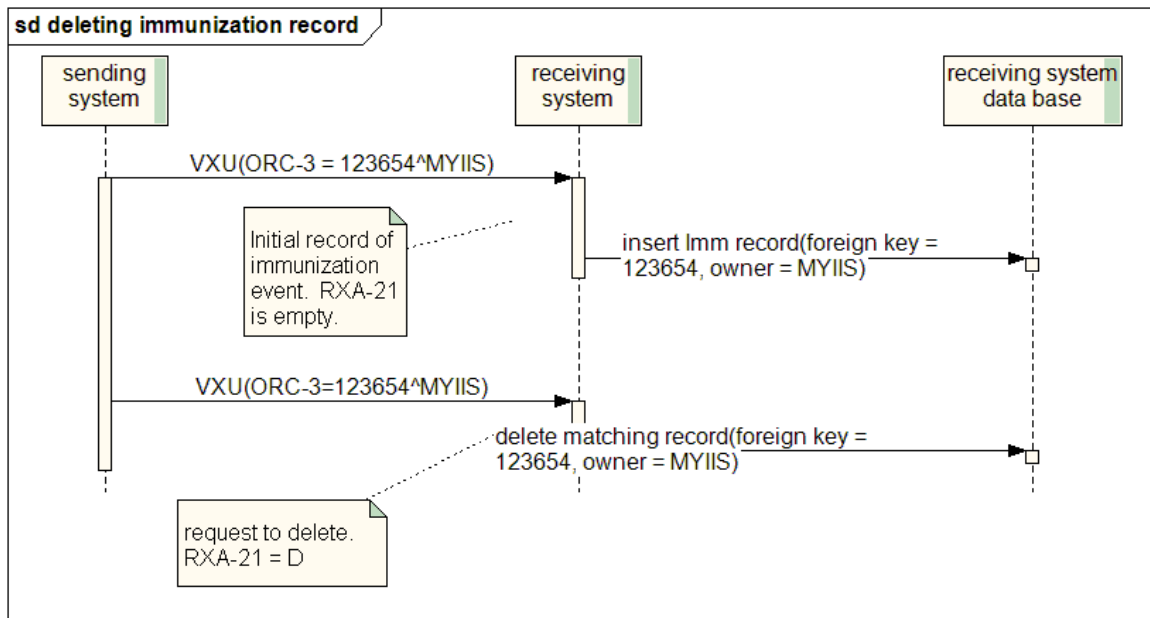 sd deleting immunization record
sending
system
receiving
system
receiving system
data base
VXU(ORC-3 = 123654^MYIIS)
Initial record of
immunization
event.  RXA-21
is empty.
insert Imm record(foreign key =
123654, owner = MYIIS)
VXU(ORC-3=123654^MYIIS)
delete matching record(foreign key =
123654, owner = MYIIS)
request to delete.
RXA-21 = D